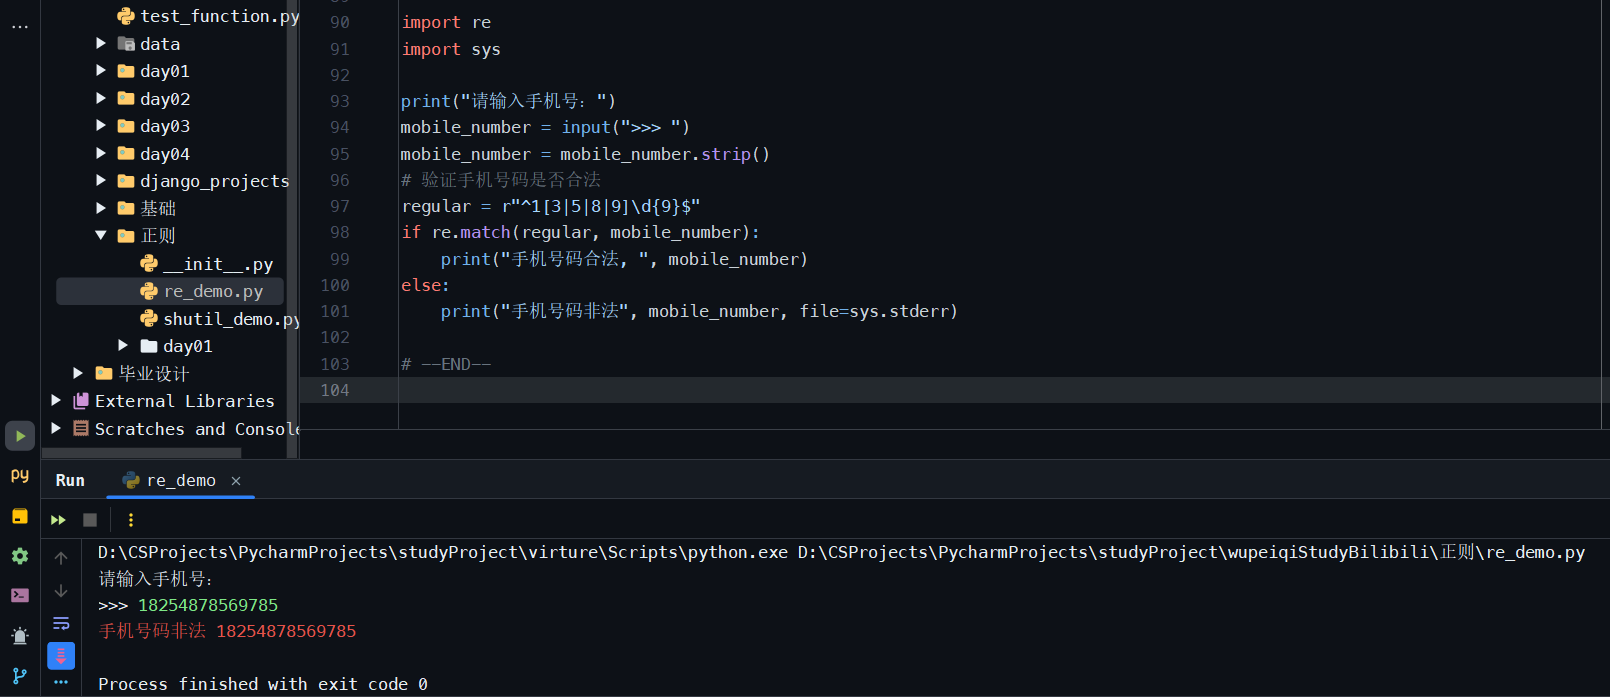 test_function.py
data
day01
day02
day03
day04
django_projects
基础
正则
__init__.py
re_demo.py
shutil_demo.py
day01
毕业设计
External Libraries
Scratches and Console
90 import re
91 import sys
92
93 print("请输入手机号：")
94 mobile_number = input(">>> ")
95 mobile_number = mobile_number.strip()
96 # 验证手机号码是否合法
97 regular = r"^1[3|5|8|9]\d{9}$"
98 if re.match(regular, mobile_number):
99     print("手机号码合法, ", mobile_number)
100 else:
101     print("手机号码非法", mobile_number, file=sys.stderr)
102
103 # --END--
104
Run re_demo ×
D:\CSProjects\PycharmProjects\studyProject\virture\Scripts\python.exe D:\CSProjects\PycharmProjects\studyProject\wupeiqiStudyBilibili\正则\re_demo.py
请输入手机号：
>>> 18254878569785
手机号码非法 18254878569785
Process finished with exit code 0